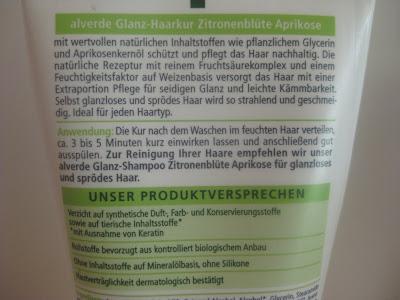 alverde Glanz-Haarkur Zitronenblüte Aprikose
mit wertvollen natürlichen Inhaltsstoffen wie pflanzlichem Glycerin
und Aprikosenkernöl schützt und pflegt das Haar nachhaltig. Die
natürliche Rezeptur mit reinem Fruchtsäurekomplex und einem
Feuchtigkeitsfaktor auf Weizenbasis versorgt das Haar mit einer
Extraportion Pflege für seidigen Glanz und leichte Kämmbarkeit.
Selbst glanzloses und sprödes Haar wird so strahlend und geschmei-
dig. Ideal für jeden Haartyp.
Anwendung: Die Kur nach dem Waschen im feuchten Haar verteilen,
ca. 3 bis 5 Minuten kurz einwirken lassen und anschließend gut
ausspülen. Zur Reinigung Ihrer Haare empfehlen wir unser
alverde Glanz-Shampoo Zitronenblüte Aprikose für glanzloses
und sprödes Haar.
UNSER PRODUKTVERSPRECHEN
Verzicht auf synthetische Duft-, Farb- und Konservierungsstoffe
sowie auf tierische Inhaltsstoffe*
*mit Ausnahme von Keratin
Rohstoffe bevorzugt aus kontrolliert biologischem Anbau
Ohne Inhaltsstoffe auf Mineralölbasis, ohne Silikone
Hautverträglichkeit dermatologisch bestätigt
Alcohol*, Glycerin,